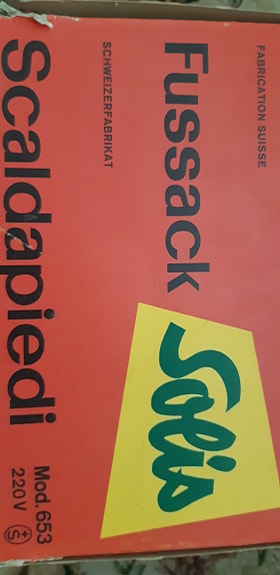 FABRICATION SUISSE
Fussack
Solis
SCHWEIZERFABRIKAT
Scaldapiedi
Mod. 653
220V +S